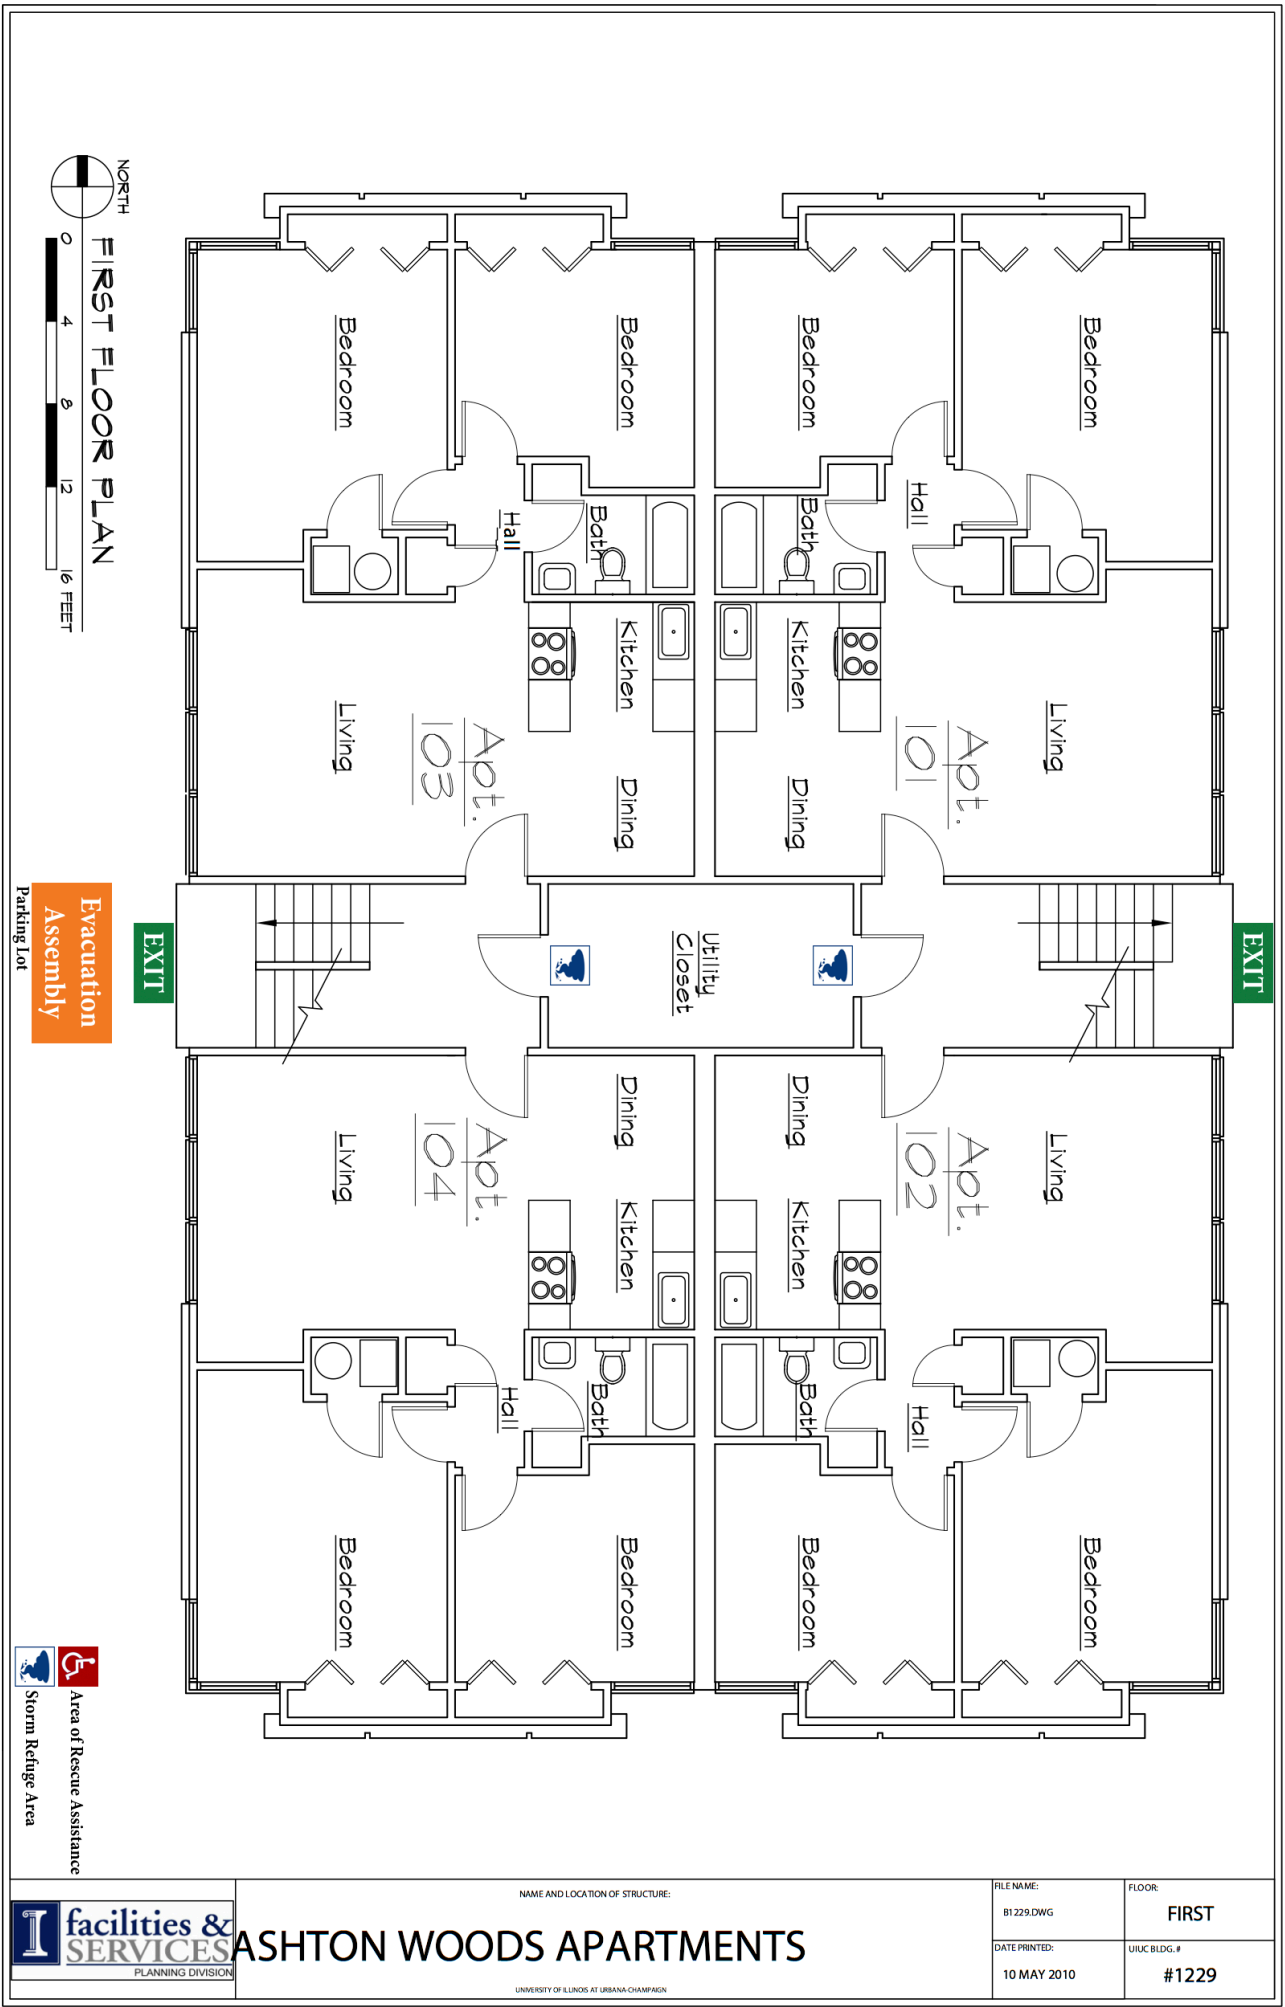 NORTH
FIRST FLOOR PLAN
0 4 8 12 16 FEET
Bedroom
Bedroom
Bedroom
Bedroom
Hall
Bath
Bath
Hall
Kitchen
Kitchen
Living
Apt.
103
Dining
Dining
Apt.
101
Living
Evacuation
Assembly
Parking Lot
EXIT
Utility
Closet
EXIT
Living
Apt.
104
Dining
Kitchen
Dining
Kitchen
Apt.
102
Living
Hall
Bath
Bath
Hall
Bedroom
Bedroom
Bedroom
Bedroom
Area of Rescue Assistance
Storm Refuge Area
I
facilities &
SERVICES
PLANNING DIVISION
NAME AND LOCATION OF STRUCTURE:
ASHTON WOODS APARTMENTS
UNIVERSITY OF ILLINOIS AT URBANA-CHAMPAIGN
FILE NAME:
B1229.DWG
FLOOR:
FIRST
DATE PRINTED:
10 MAY 2010
UIUC BLDG. #
#1229